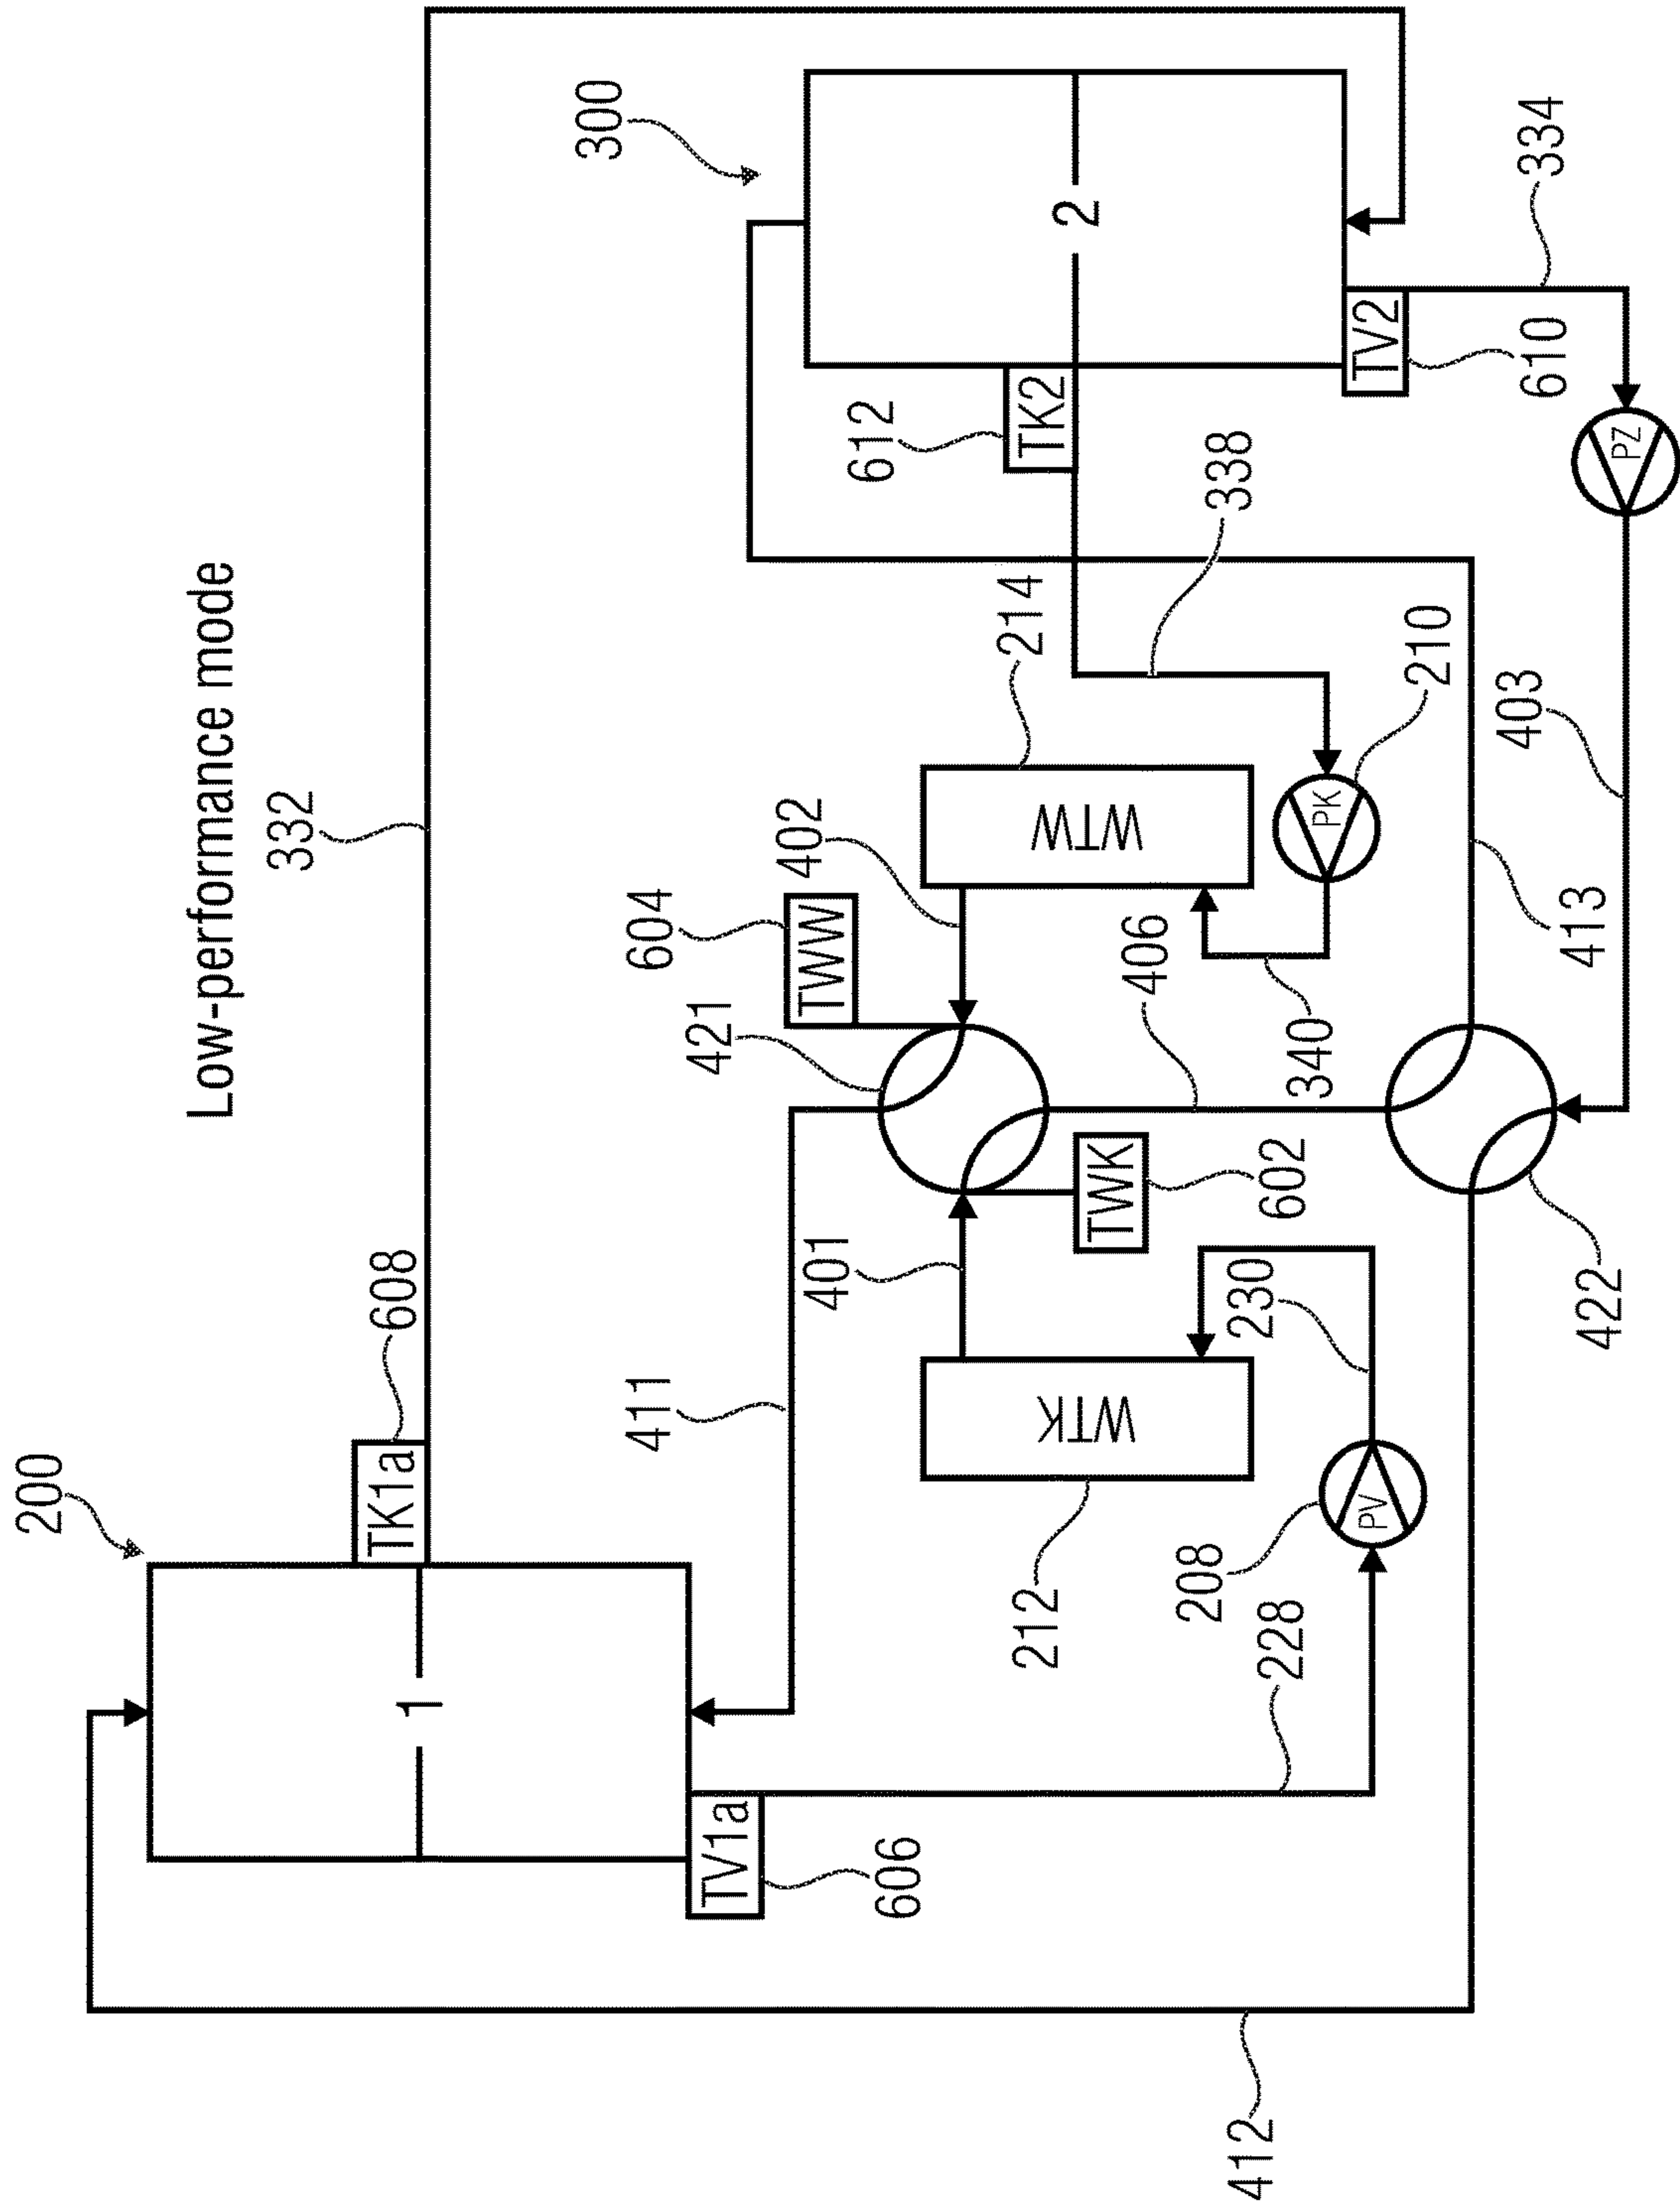 200
Low-performance mode
332
TK1a
608
1
300
411
604
421
TV1a
402
TWW
401
612
606
214
212
TK2
2
WTK
WTW
TWK
406
208
338
412
230
228
602
340
PK
PV
TV2
210
403
334
610
413
422
PZ